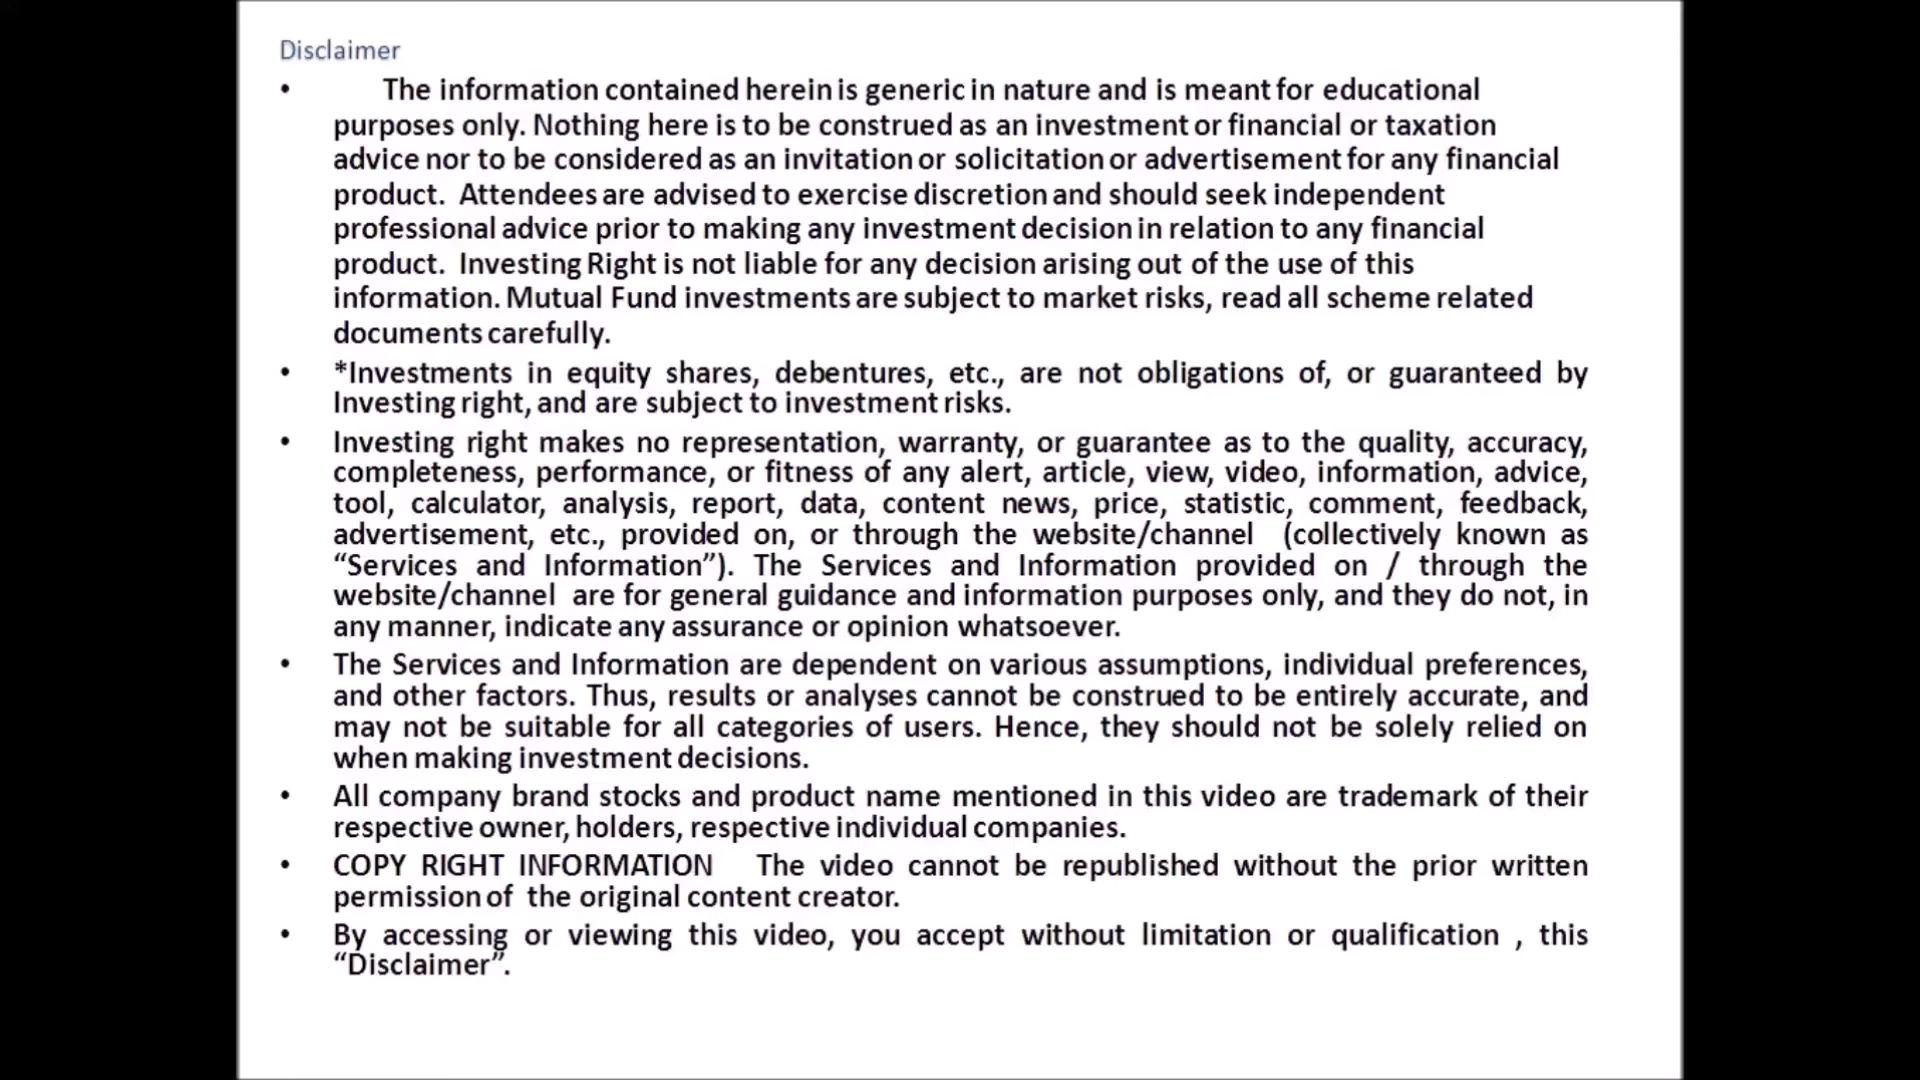 Disclaimer
• The information contained herein is generic in nature and is meant for educational
purposes only. Nothing here is to be construed as an investment or financial or taxation
advice nor to be considered as an invitation or solicitation or advertisement for any financial
product. Attendees are advised to exercise discretion and should seek independent
professional advice prior to making any investment decision in relation to any financial
product. Investing Right is not liable for any decision arising out of the use of this
information. Mutual Fund investments are subject to market risks, read all scheme related
documents carefully.
• *Investments in equity shares, debentures, etc., are not obligations of, or guaranteed by
Investing right, and are subject to investment risks.
• Investing right makes no representation, warranty, or guarantee as to the quality, accuracy,
completeness, performance, or fitness of any alert, article, view, video, information, advice,
tool, calculator, analysis, report, data, content news, price, statistic, comment, feedback,
advertisement, etc., provided on, or through the website/channel (collectively known as
“Services and Information”). The Services and Information provided on / through the
website/channel are for general guidance and information purposes only, and they do not, in
any manner, indicate any assurance or opinion whatsoever.
• The Services and Information are dependent on various assumptions, individual preferences,
and other factors. Thus, results or analyses cannot be construed to be entirely accurate, and
may not be suitable for all categories of users. Hence, they should not be solely relied on
when making investment decisions.
• All company brand stocks and product name mentioned in this video are trademark of their
respective owner, holders, respective individual companies.
• COPY RIGHT INFORMATION The video cannot be republished without the prior written
permission of the original content creator.
• By accessing or viewing this video, you accept without limitation or qualification , this
“Disclaimer”.